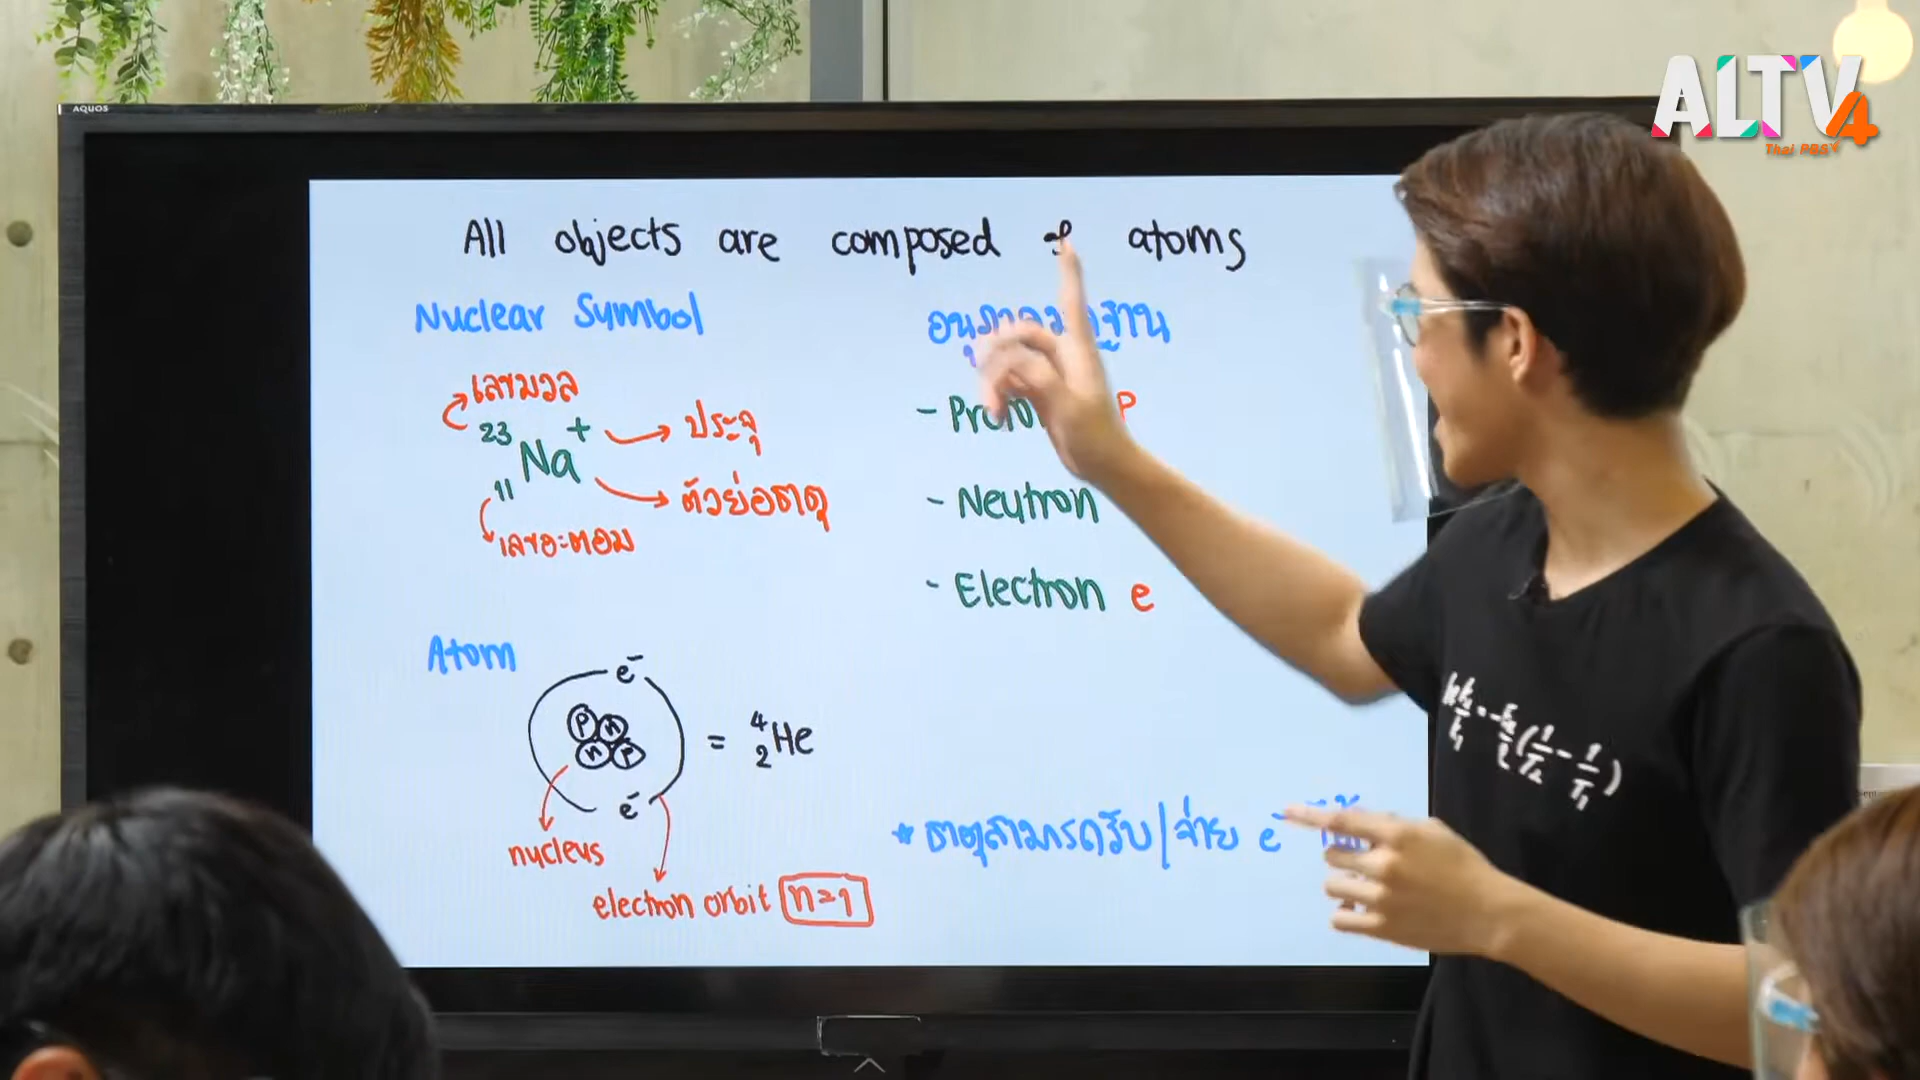 AQUOS
ALTV4
Thai PBS
All objects are composed of atoms
Nuclear Symbol
เลขมวล
23
Na
+
ประจุ
11
ตัวย่อธาตุ
เลขอะตอม
- Proton P
- Neutron
- Electron e
Atom
e⁻
p n
n p
e⁻
= ⁴₂He
nucleus
electron orbit n=1
* ธาตุสามารถรับ/จ่าย e⁻